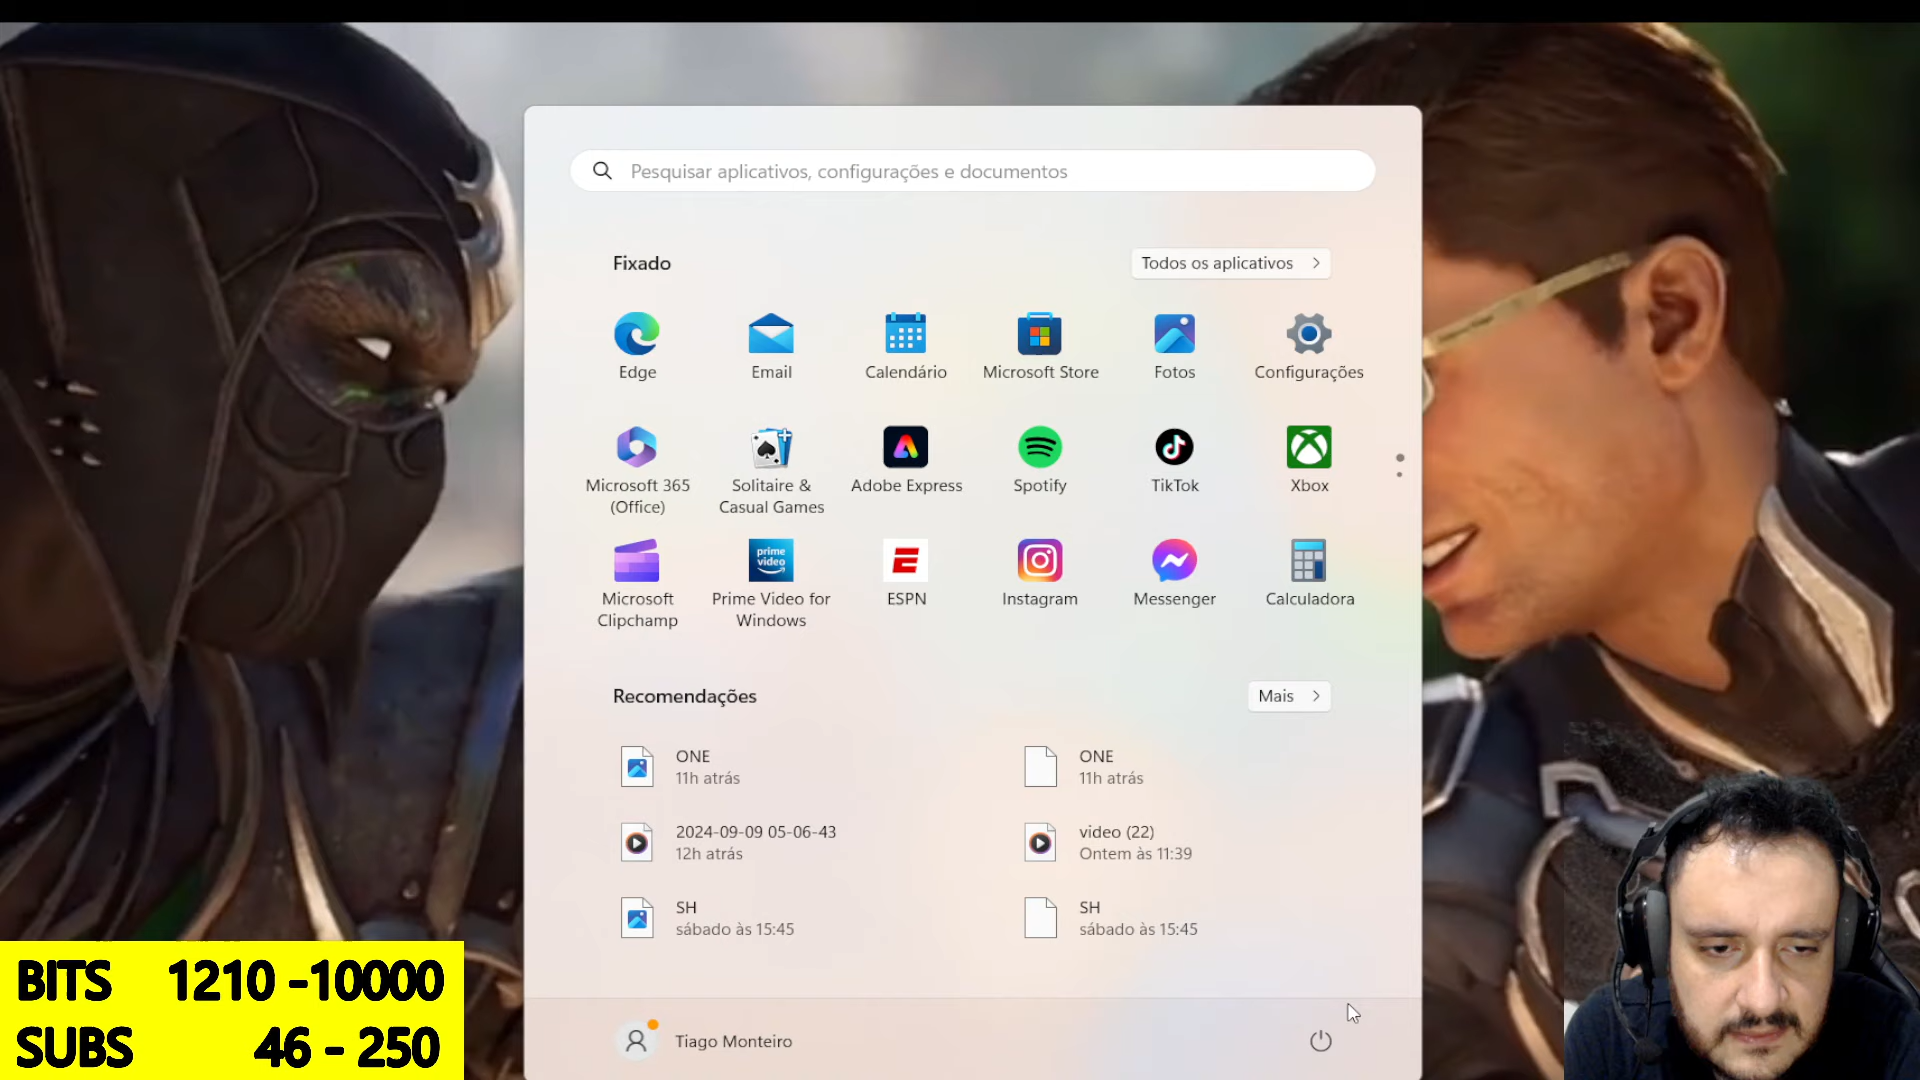 Pesquisar aplicativos, configurações e documentos
Fixado
Todos os aplicativos
Edge
Email
Calendário
Microsoft Store
Fotos
Configurações
Microsoft 365
(Office)
Solitaire &
Casual Games
Adobe Express
Spotify
TikTok
Xbox
prime
video
Microsoft
Clipchamp
Prime Video for
Windows
ESPN
Instagram
Messenger
Calculadora
Recomendações
Mais
ONE
11h atrás
ONE
11h atrás
2024-09-09 05-06-43
12h atrás
video (22)
Ontem às 11:39
SH
sábado às 15:45
SH
sábado às 15:45
BITS 1210 -10000
SUBS 46 - 250
Tiago Monteiro